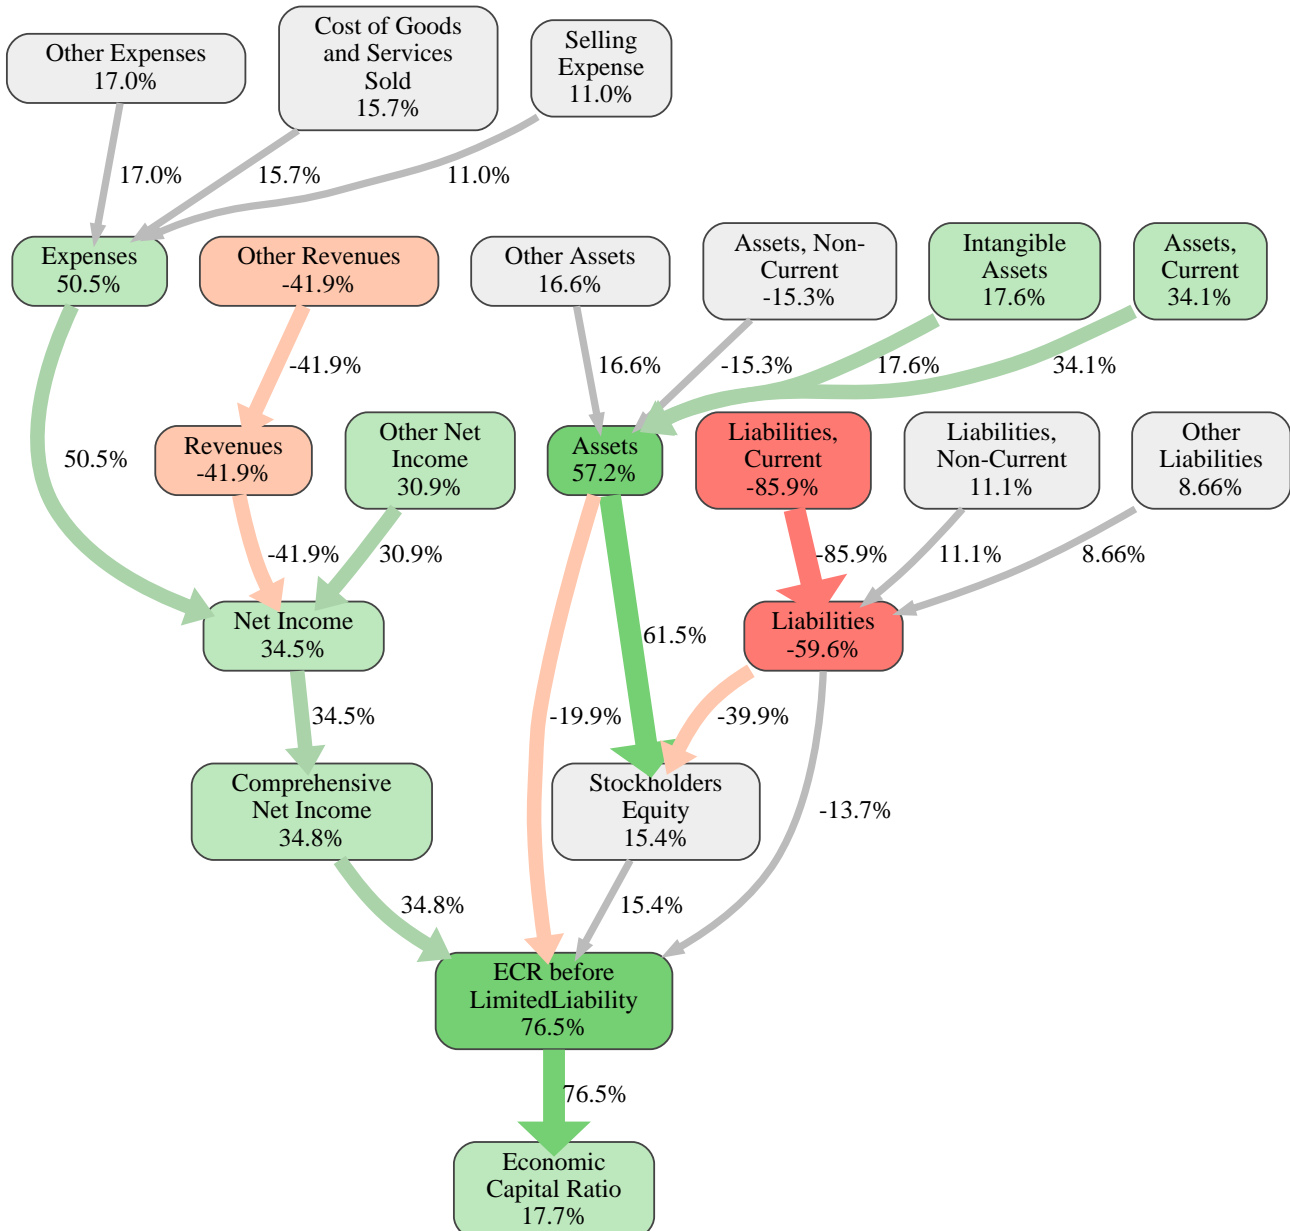 Other Expenses
17.0%
Cost of Goods
and Services
Sold
15.7%
Selling
Expense
11.0%
17.0%
15.7%
11.0%
Expenses
50.5%
Other Revenues
-41.9%
Other Assets
16.6%
Assets, Non-
Current
-15.3%
Intangible
Assets
17.6%
Assets,
Current
34.1%
-41.9%
16.6%
-15.3%
17.6%
34.1%
Revenues
-41.9%
Other Net
Income
30.9%
Assets
57.2%
Liabilities,
Current
-85.9%
Liabilities,
Non-Current
11.1%
Other
Liabilities
8.66%
50.5%
-41.9%
30.9%
-85.9%
11.1%
8.66%
Net Income
34.5%
61.5%
Liabilities
-59.6%
34.5%
-19.9%
-39.9%
Comprehensive
Net Income
34.8%
Stockholders
Equity
15.4%
-13.7%
34.8%
15.4%
ECR before
LimitedLiability
76.5%
76.5%
Economic
Capital Ratio
17.7%